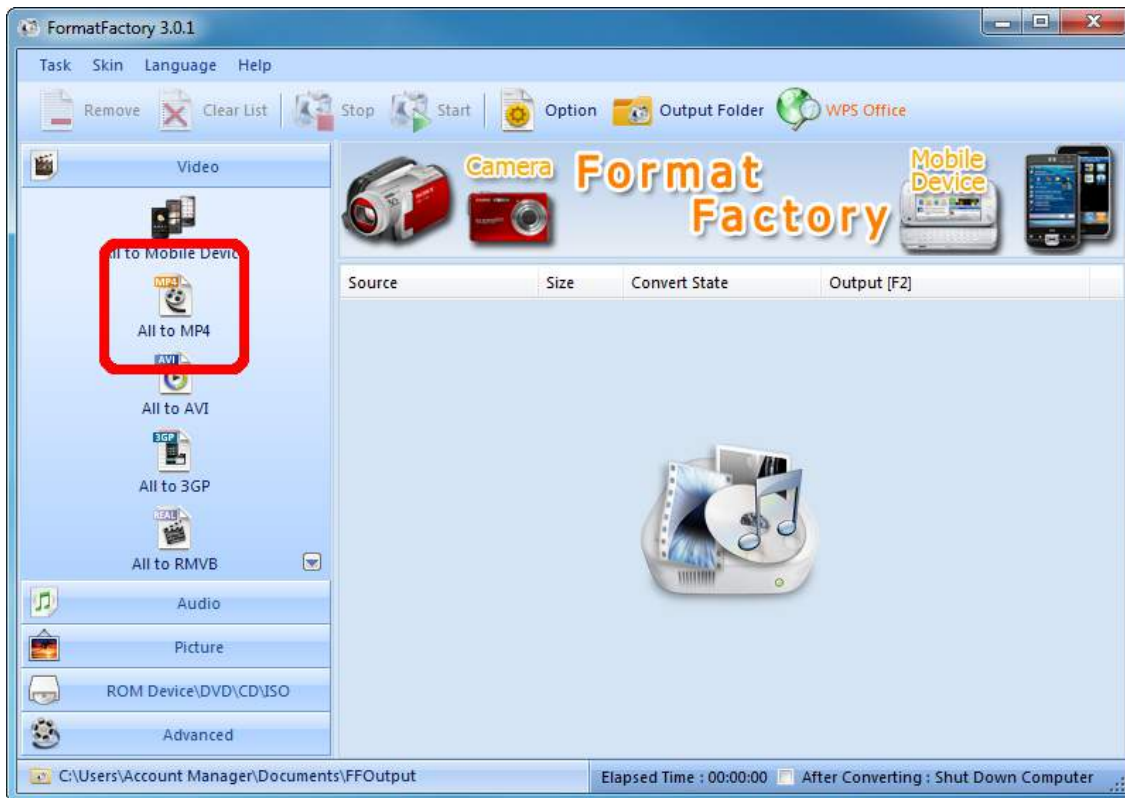 FormatFactory 3.0.1
Task Skin Language Help
Remove Clear List Stop Start Option Output Folder WPS Office
Video
All to Mobile Devic
MP4
All to MP4
AVI
All to AVI
3GP
All to 3GP
REAL
All to RMVB
Audio
Picture
ROM Device\DVD\CD\ISO
Advanced
Camera
Format
Factory
Mobile
Device
Source Size Convert State Output [F2]
C:\Users\Account Manager\Documents\FFOutput
Elapsed Time : 00:00:00 After Converting : Shut Down Computer